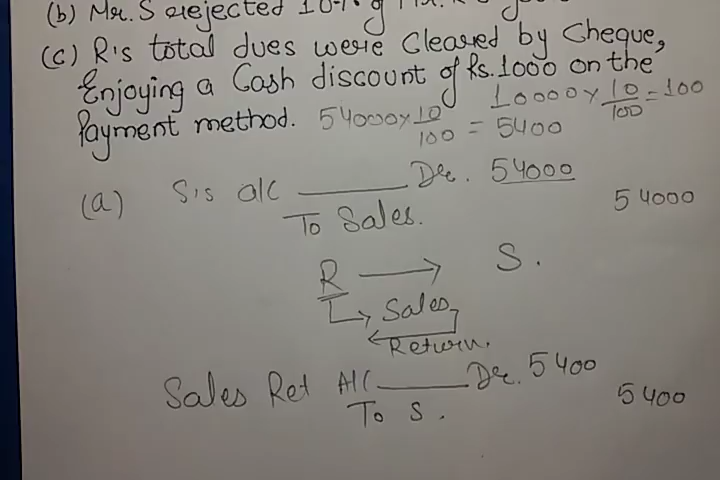 (b) Mr. S rejected 10% of Mr. R's
(c) R's total dues were Cleared by Cheque,
Enjoying a Cash discount of Rs.1000 on the
10000 × 10/100 = 100
Payment method. 54000 × 10/100 = 5400
(a) S's a/c ——— Dr. 54000
To Sales. 54000
R → S.
↳ Sales
← Return.
Sales Ret A/C ——— Dr. 5400
To S. 5400